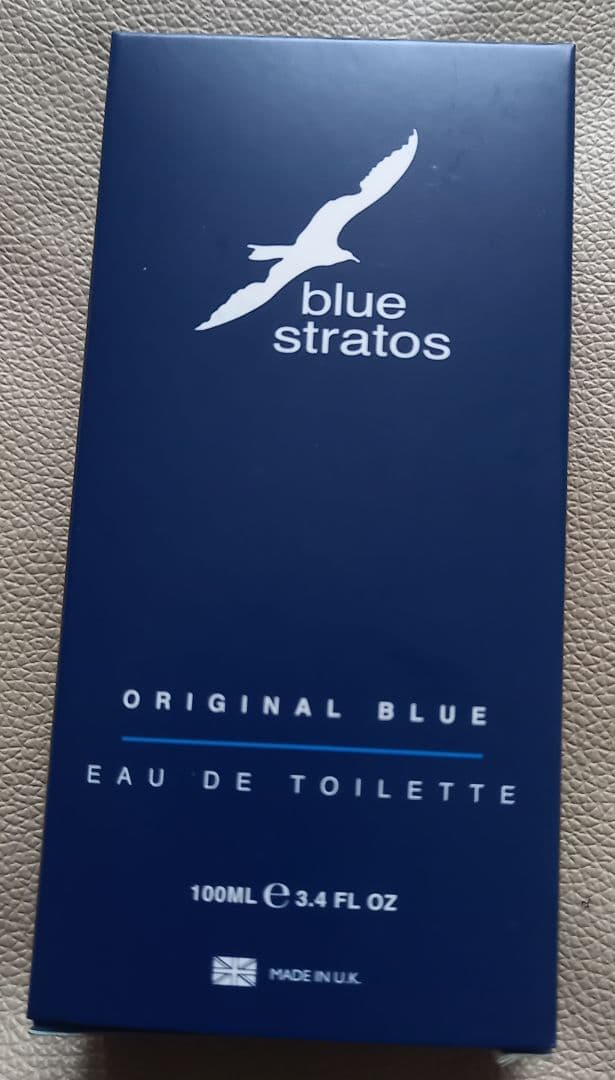 blue
stratos
ORIGINAL BLUE
EAU DE TOILETTE
100ML ℮ 3.4 FL OZ
MADE IN U.K.